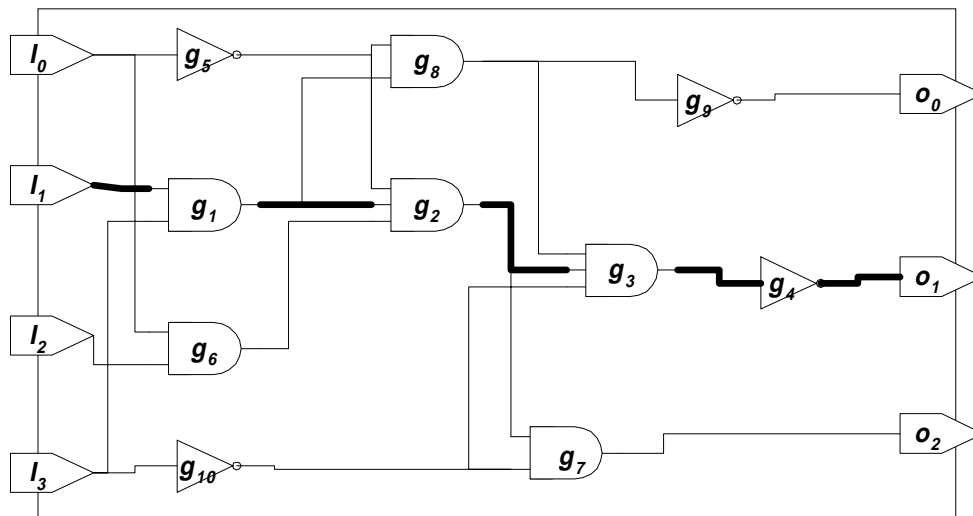 I₀
g₅
g₈
g₉
o₀
I₁
g₁
g₂
g₃
g₄
o₁
I₂
g₆
I₃
g₁₀
g₇
o₂